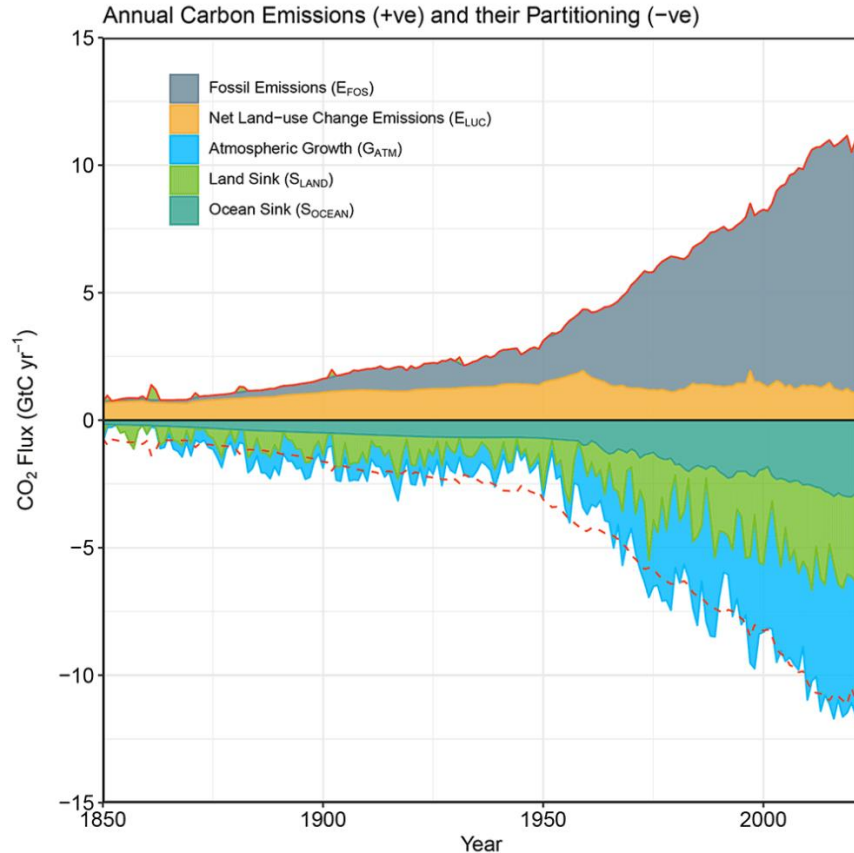 Annual Carbon Emissions (+ve) and their Partitioning (−ve)
15
Fossil Emissions (EFOS)
Net Land-use Change Emissions (ELUC)
Atmospheric Growth (GATM)
Land Sink (SLAND)
Ocean Sink (SOCEAN)
10
5
0
−5
−10
−15
CO2 Flux (GtC yr−1)
1850 1900 1950 2000
Year